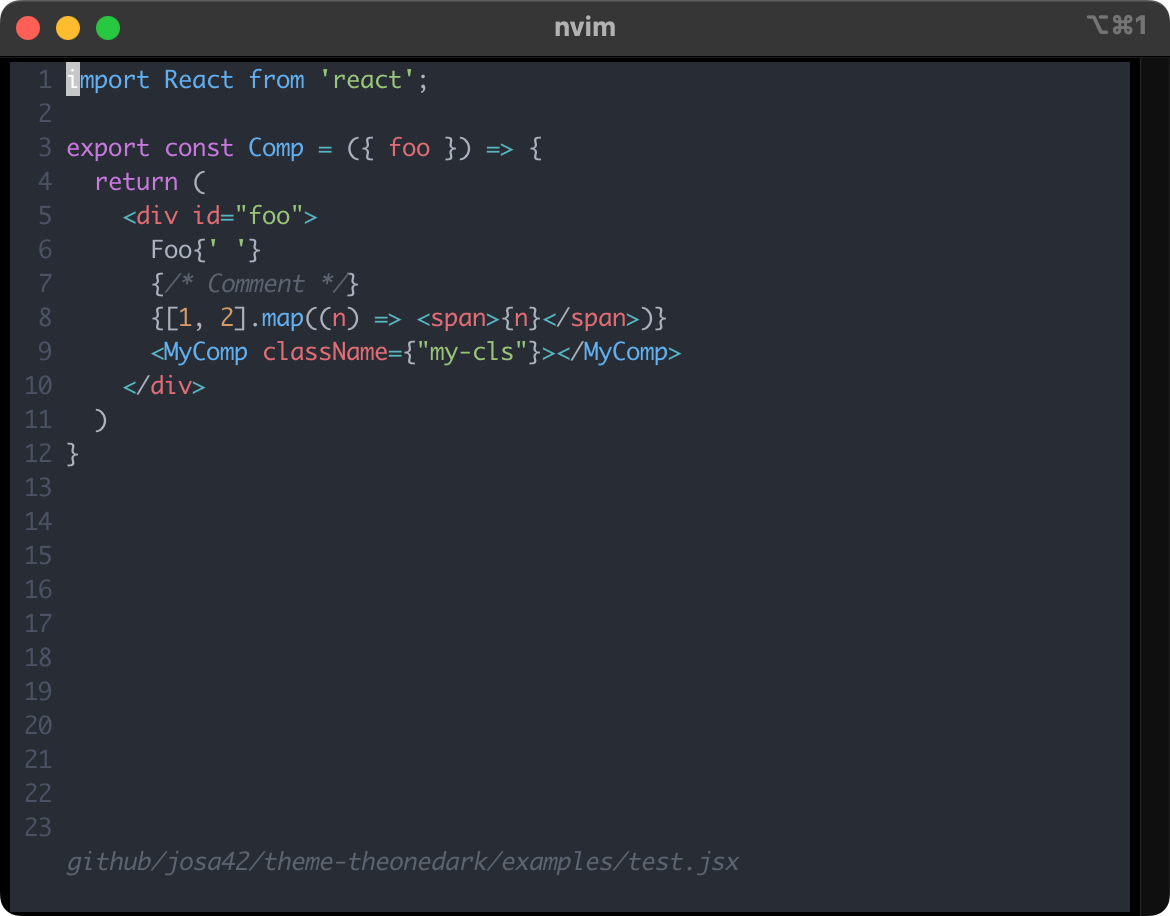 nvim ⌥⌘1
1 import React from 'react';
2
3 export const Comp = ({ foo }) => {
4   return (
5     <div id="foo">
6       Foo{' '}
7       {/* Comment */}
8       {[1, 2].map((n) => <span>{n}</span>)}
9       <MyComp className={"my-cls"}></MyComp>
10     </div>
11   )
12 }
13
14
15
16
17
18
19
20
21
22
23
github/josa42/theme-theonedark/examples/test.jsx